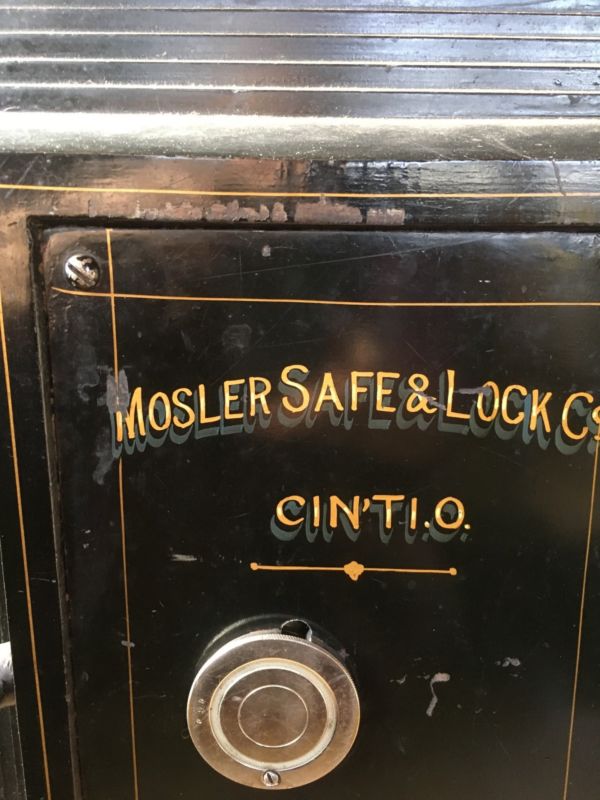 MOSLER SAFE & LOCK Co
CIN'TI.O.